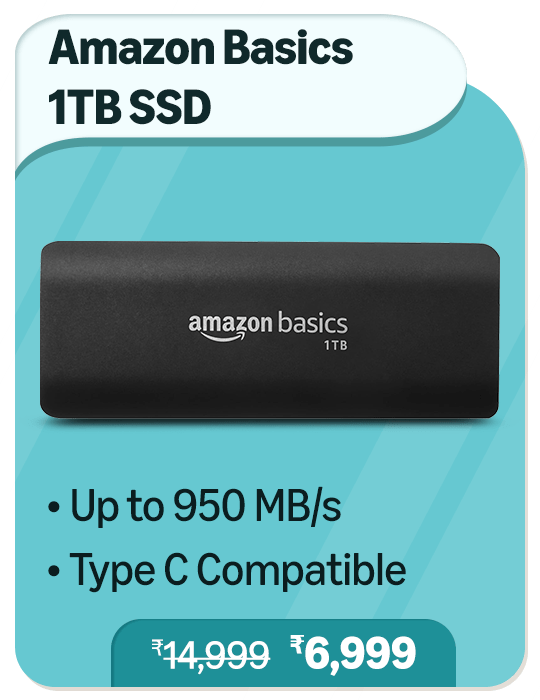 Amazon Basics
1TB SSD
amazon basics
1TB
• Up to 950 MB/s
• Type C Compatible
₹14,999 ₹6,999